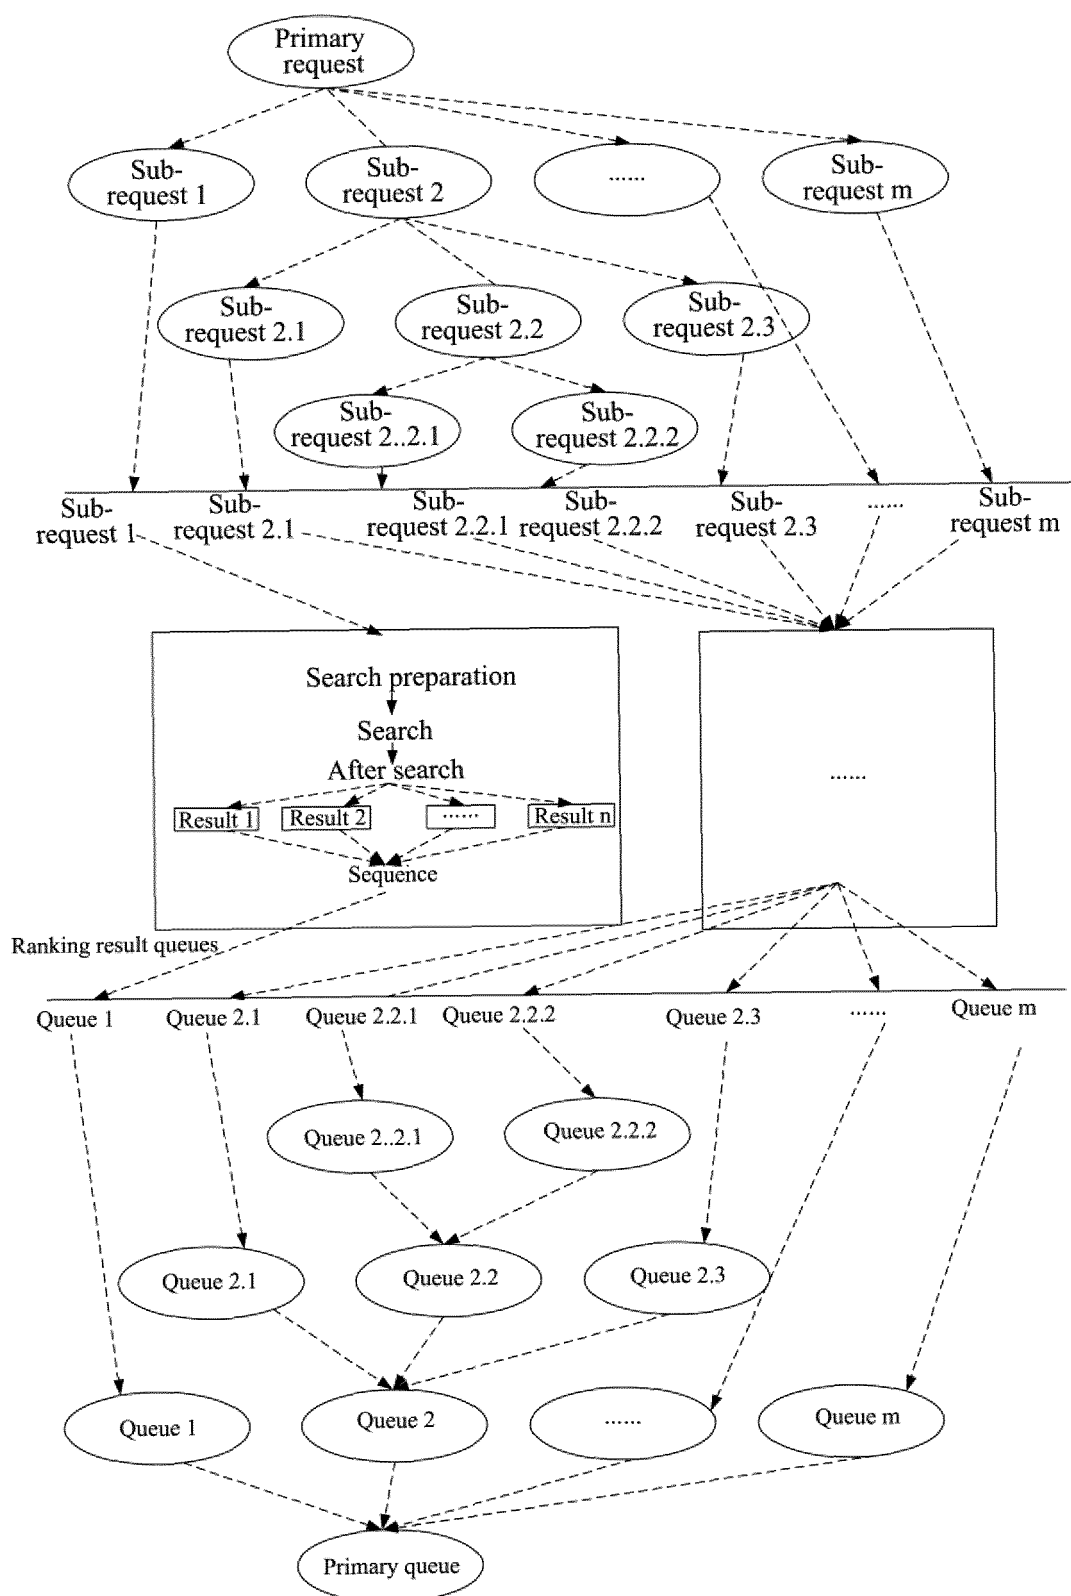 Primary
request
Sub-
request 1
Sub-
request 2
......
Sub-
request m
Sub-
request 2.1
Sub-
request 2.2
Sub-
request 2.3
Sub-
request 2..2.1
Sub-
request 2.2.2
Sub-
request 1
Sub-
request 2.1
Sub-
request 2.2.1
Sub-
request 2.2.2
Sub-
request 2.3
......
Sub-
request m
Search preparation
Search
After search
Result 1
Result 2
......
Result n
Sequence
......
Ranking result queues
Queue 1
Queue 2.1
Queue 2.2.1
Queue 2.2.2
Queue 2.3
......
Queue m
Queue 2..2.1
Queue 2.2.2
Queue 2.1
Queue 2.2
Queue 2.3
Queue 1
Queue 2
......
Queue m
Primary queue